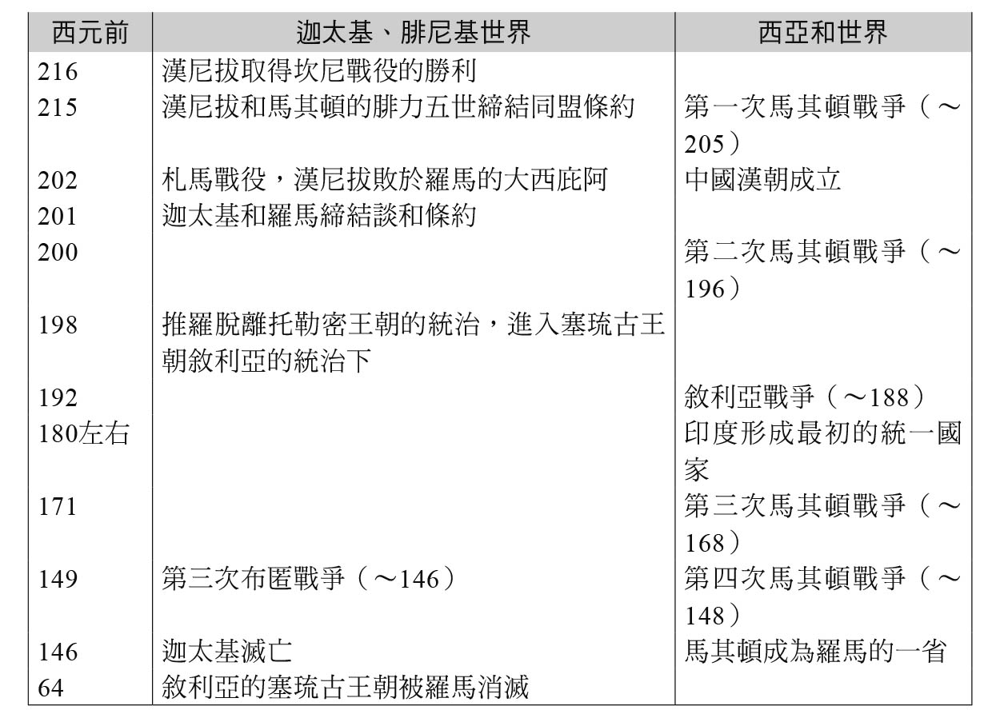 西元前 迦太基、腓尼基世界 西亞和世界
216 漢尼拔取得坎尼戰役的勝利
215 漢尼拔和馬其頓的腓力五世締結同盟條約 第一次馬其頓戰爭（～
205）
202 札馬戰役，漢尼拔敗於羅馬的大西庇阿 中國漢朝成立
201 迦太基和羅馬締結談和條約
200 第二次馬其頓戰爭（～
196）
198 推羅脫離托勒密王朝的統治，進入塞琉古王
朝敘利亞的統治下
192 敘利亞戰爭（～188）
180左右 印度形成最初的統一國
家
171 第三次馬其頓戰爭（～
168）
149 第三次布匿戰爭（～146） 第四次馬其頓戰爭（～
148）
146 迦太基滅亡 馬其頓成為羅馬的一省
64 敘利亞的塞琉古王朝被羅馬消滅